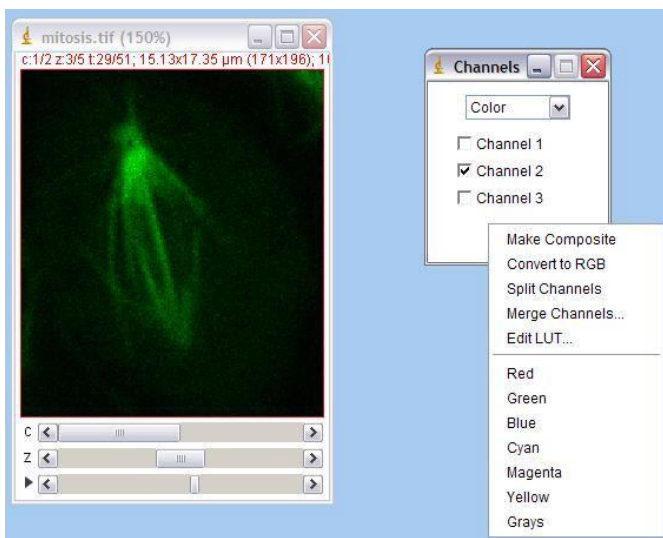 mitosis.tif (150%)
c:1/2 z:3/5 t:29/51; 15.13x17.35 µm (171x196); 1
C
Z
Channels
Color
Channel 1
Channel 2
Channel 3
Make Composite
Convert to RGB
Split Channels
Merge Channels...
Edit LUT...
Red
Green
Blue
Cyan
Magenta
Yellow
Grays